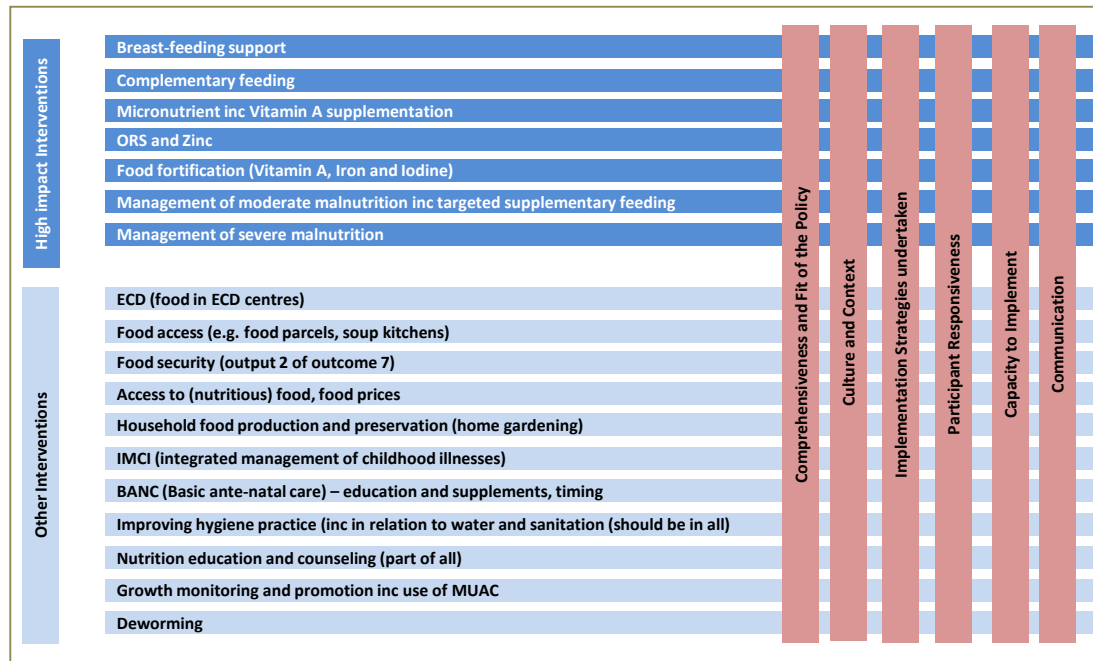 High impact Interventions
Breast-feeding support
Complementary feeding
Micronutrient inc Vitamin A supplementation
ORS and Zinc
Food fortification (Vitamin A, Iron and Iodine)
Management of moderate malnutrition inc targeted supplementary feeding
Management of severe malnutrition
Other Interventions
ECD (food in ECD centres)
Food access (e.g. food parcels, soup kitchens)
Food security (output 2 of outcome 7)
Access to (nutritious) food, food prices
Household food production and preservation (home gardening)
IMCI (integrated management of childhood illnesses)
BANC (Basic ante-natal care) – education and supplements, timing
Improving hygiene practice (inc in relation to water and sanitation (should be in all)
Nutrition education and counseling (part of all)
Growth monitoring and promotion inc use of MUAC
Deworming
Comprehensiveness and Fit of the Policy
Culture and Context
Implementation Strategies undertaken
Participant Responsiveness
Capacity to Implement
Communication